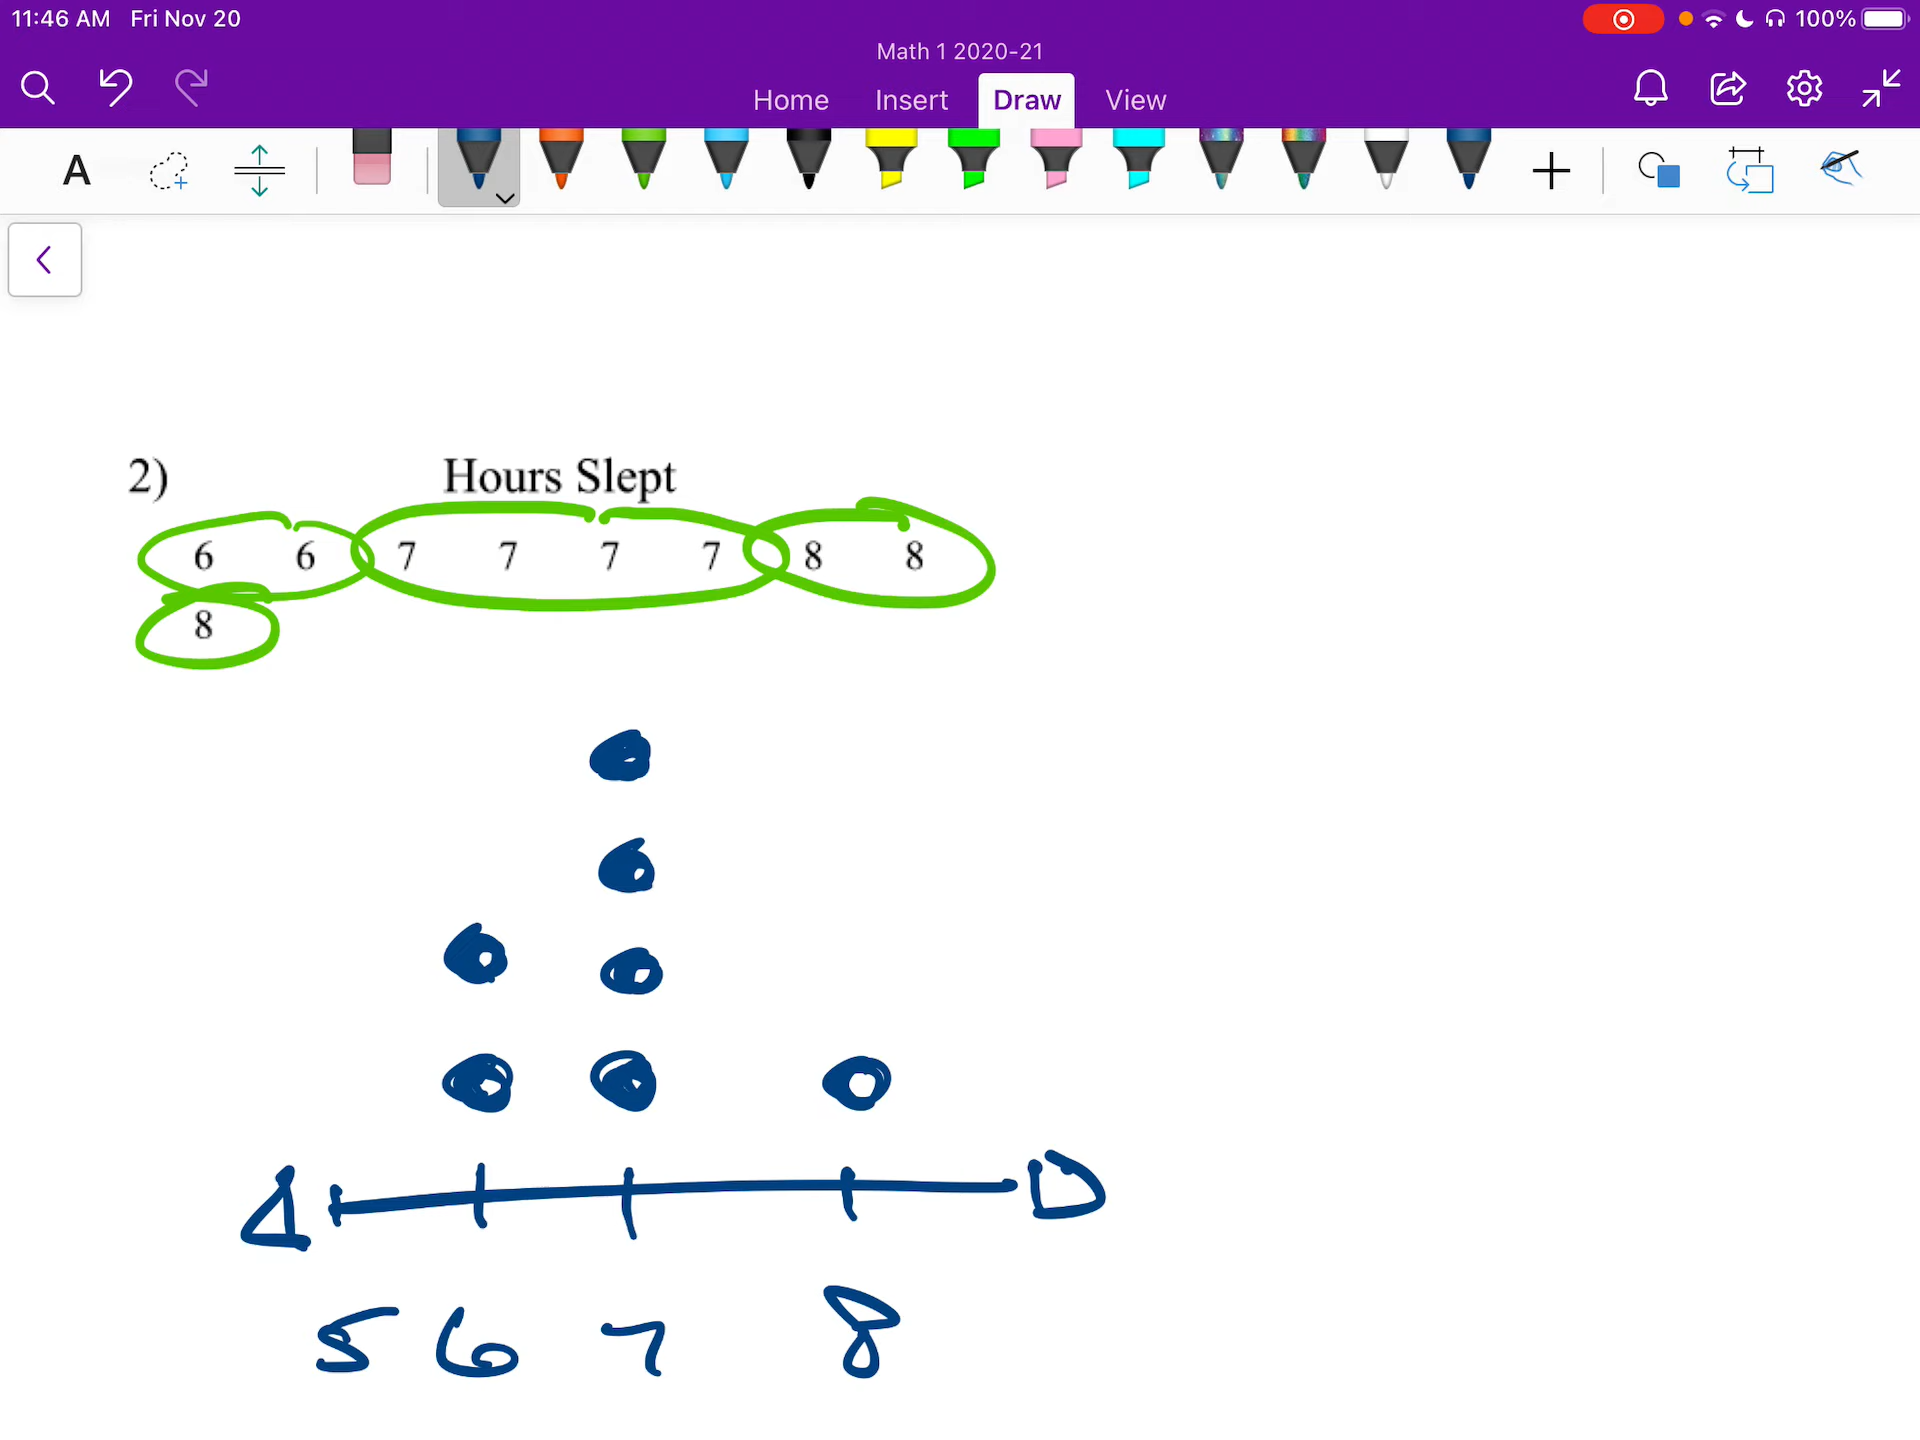 11:46 AM Fri Nov 20
100%
Math 1 2020-21
Home Insert Draw View
A
2) Hours Slept
6 6 7 7 7 7 8 8
8
5 6 7 8